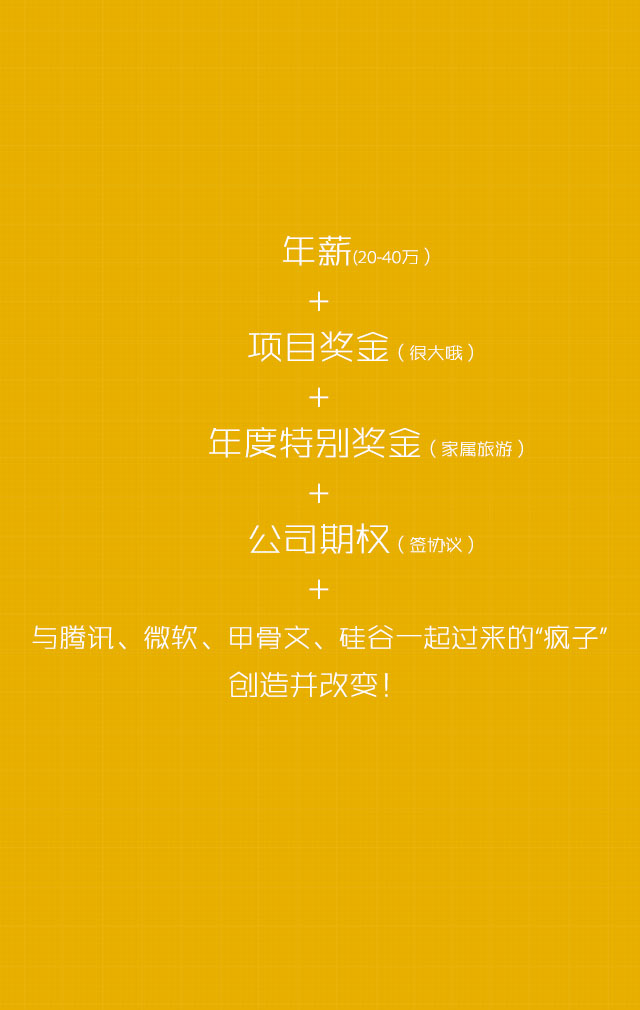 年薪(20-40万）
+
项目奖金（很大哦）
+
年度特别奖金（家属旅游）
+
公司期权（签协议）
+
与腾讯、微软、甲骨文、硅谷一起过来的“疯子”
创造并改变！